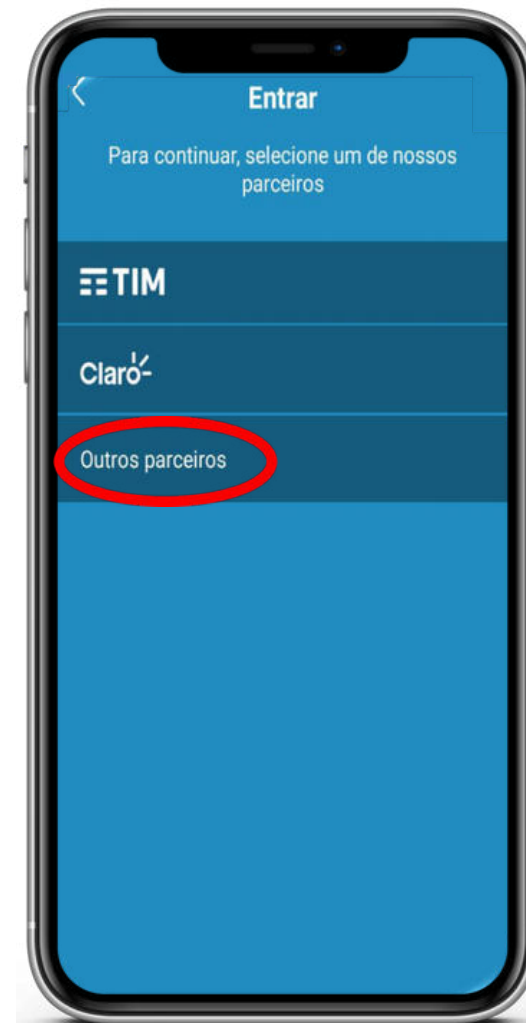 Entrar
Para continuar, selecione um de nossos
parceiros
TIM
Claro
Outros parceiros